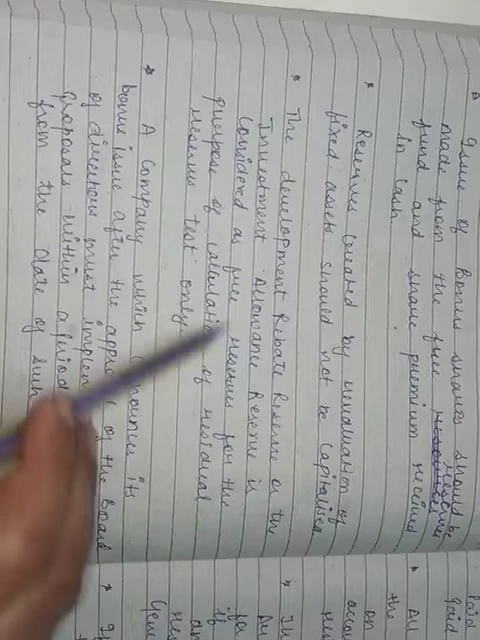 Issue of Bonus shares should be
made from the free reserves
fund and share premium received
in cash.
* Reserves created by revaluation of
fixed assets should not be capitalised
* The development Rebate Reserve or the
Investment Allowance Reserve is
considered as free reserves for the
purpose of calculation of residual
reserves test only.
* A Company which announces its
bonus issue after the approval of the Board
of directors must
proposals within a period
from the date of such
Paid
All
the
on